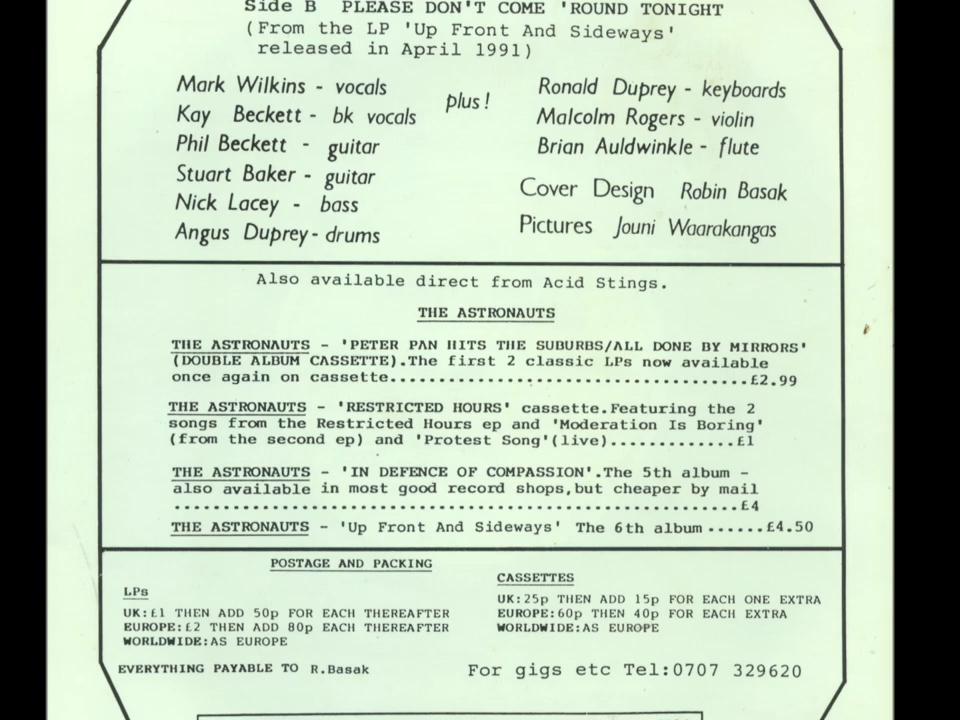 Side B PLEASE DON'T COME 'ROUND TONIGHT
(From the LP 'Up Front And Sideways'
released in April 1991)
Mark Wilkins - vocals
Kay Beckett - bk vocals
Phil Beckett - guitar
Stuart Baker - guitar
Nick Lacey - bass
Angus Duprey - drums
plus!
Ronald Duprey - keyboards
Malcolm Rogers - violin
Brian Auldwinkle - flute
Cover Design Robin Basak
Pictures Jouni Waarakangas
Also available direct from Acid Stings.
THE ASTRONAUTS
THE ASTRONAUTS - 'PETER PAN HITS THE SUBURBS/ALL DONE BY MIRRORS'
(DOUBLE ALBUM CASSETTE).The first 2 classic LPs now available
once again on cassette....................................£2.99
THE ASTRONAUTS - 'RESTRICTED HOURS' cassette.Featuring the 2
songs from the Restricted Hours ep and 'Moderation Is Boring'
(from the second ep) and 'Protest Song'(live).............£1
THE ASTRONAUTS - 'IN DEFENCE OF COMPASSION'.The 5th album -
also available in most good record shops,but cheaper by mail
.........................................................£4
THE ASTRONAUTS - 'Up Front And Sideways' The 6th album ......£4.50
POSTAGE AND PACKING
LPs
UK:£1 THEN ADD 50p FOR EACH THEREAFTER
EUROPE:£2 THEN ADD 80p EACH THEREAFTER
WORLDWIDE:AS EUROPE
CASSETTES
UK:25p THEN ADD 15p FOR EACH ONE EXTRA
EUROPE:60p THEN 40p FOR EACH EXTRA
WORLDWIDE:AS EUROPE
EVERYTHING PAYABLE TO R.Basak
For gigs etc Tel:0707 329620